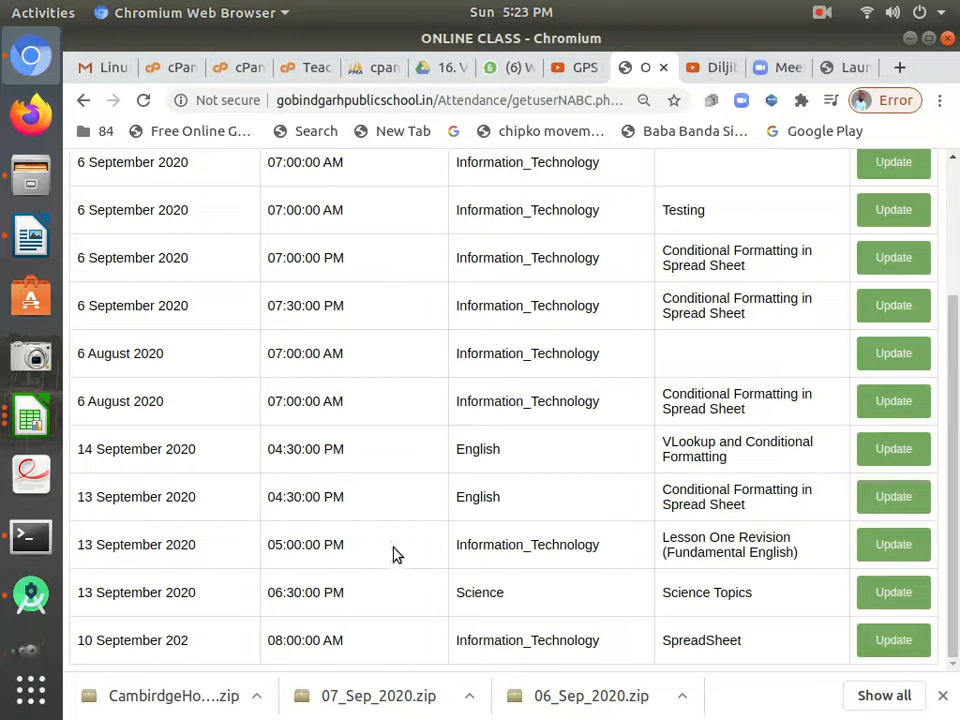 Activities Chromium Web Browser Sun 5:23 PM
ONLINE CLASS - Chromium
Linu cPan cPan Teac cpan 16. V (6) W GPS O Diljit Mee Laur
Not secure gobindgarhpublicschool.in/Attendance/getuserNABC.ph... Error
84 Free Online G... Search New Tab chipko movem... Baba Banda Si... Google Play
6 September 2020 07:00:00 AM Information_Technology Update
6 September 2020 07:00:00 AM Information_Technology Testing Update
6 September 2020 07:00:00 PM Information_Technology Conditional Formatting in Update
Spread Sheet
6 September 2020 07:30:00 PM Information_Technology Conditional Formatting in Update
Spread Sheet
6 August 2020 07:00:00 AM Information_Technology Update
6 August 2020 07:00:00 AM Information_Technology Conditional Formatting in Update
Spread Sheet
14 September 2020 04:30:00 PM English VLookup and Conditional Update
Formatting
13 September 2020 04:30:00 PM English Conditional Formatting in Update
Spread Sheet
13 September 2020 05:00:00 PM Information_Technology Lesson One Revision Update
(Fundamental English)
13 September 2020 06:30:00 PM Science Science Topics Update
10 September 202 08:00:00 AM Information_Technology SpreadSheet Update
CambirdgeHo....zip 07_Sep_2020.zip 06_Sep_2020.zip Show all